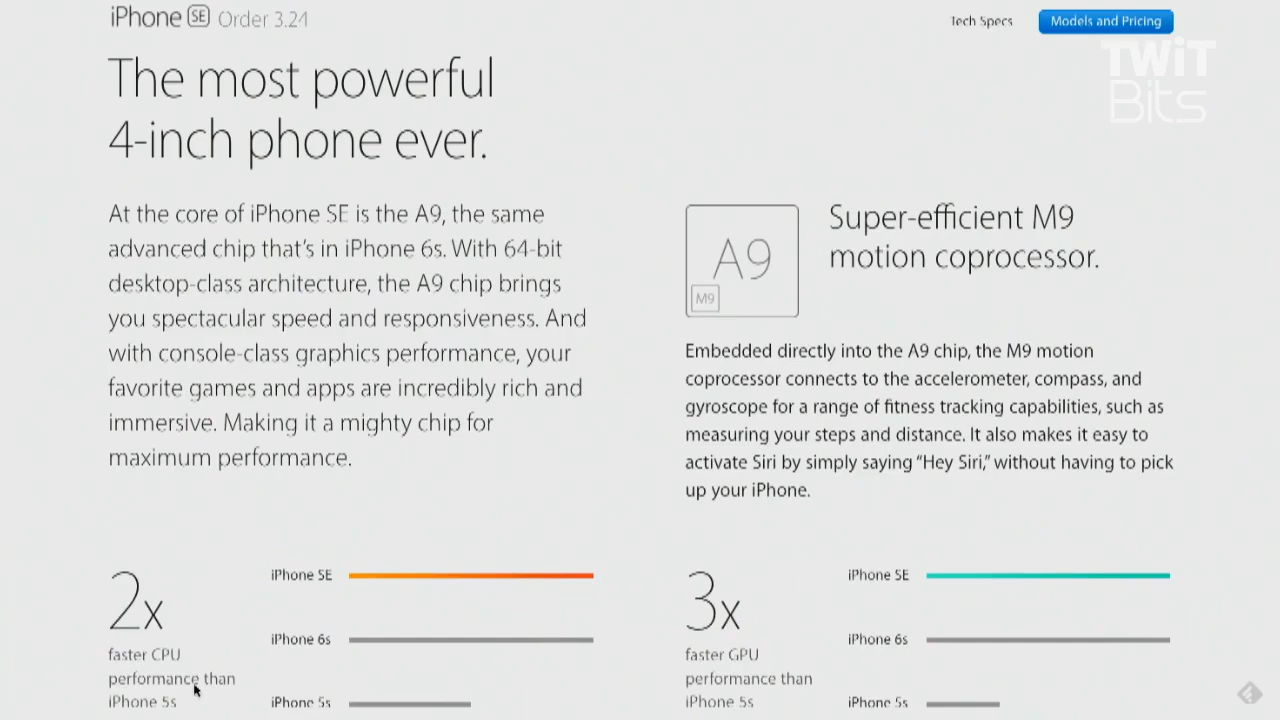 iPhone SE Order 3.24
Tech Specs
Models and Pricing
TWiT
Bits
The most powerful
4-inch phone ever.
At the core of iPhone SE is the A9, the same
advanced chip that's in iPhone 6s. With 64-bit
desktop-class architecture, the A9 chip brings
you spectacular speed and responsiveness. And
with console-class graphics performance, your
favorite games and apps are incredibly rich and
immersive. Making it a mighty chip for
maximum performance.
A9
M9
Super-efficient M9
motion coprocessor.
Embedded directly into the A9 chip, the M9 motion
coprocessor connects to the accelerometer, compass, and
gyroscope for a range of fitness tracking capabilities, such as
measuring your steps and distance. It also makes it easy to
activate Siri by simply saying “Hey Siri,” without having to pick
up your iPhone.
2x
faster CPU
performance than
iPhone 5s
iPhone SE
iPhone 6s
iPhone 5s
3x
faster GPU
performance than
iPhone 5s
iPhone SE
iPhone 6s
iPhone 5s